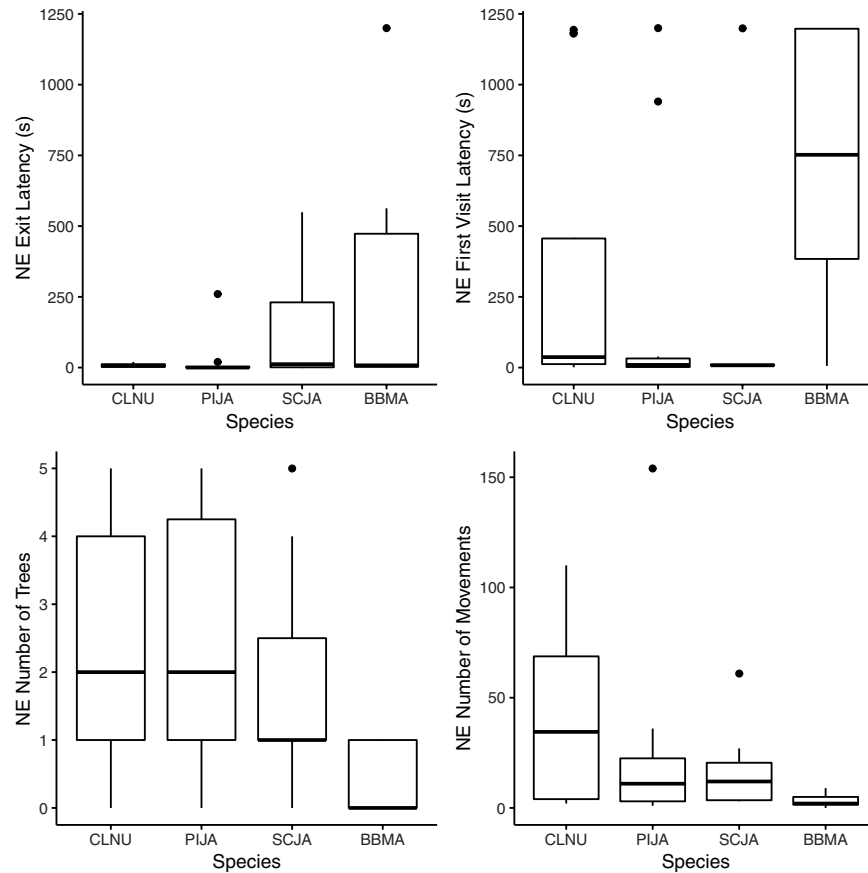 NE Exit Latency (s)
1250
1000
750
500
250
0
CLNU PIJA SCJA BBMA
Species
NE First Visit Latency (s)
1250
1000
750
500
250
0
CLNU PIJA SCJA BBMA
Species
NE Number of Trees
5
4
3
2
1
0
CLNU PIJA SCJA BBMA
Species
NE Number of Movements
150
100
50
0
CLNU PIJA SCJA BBMA
Species